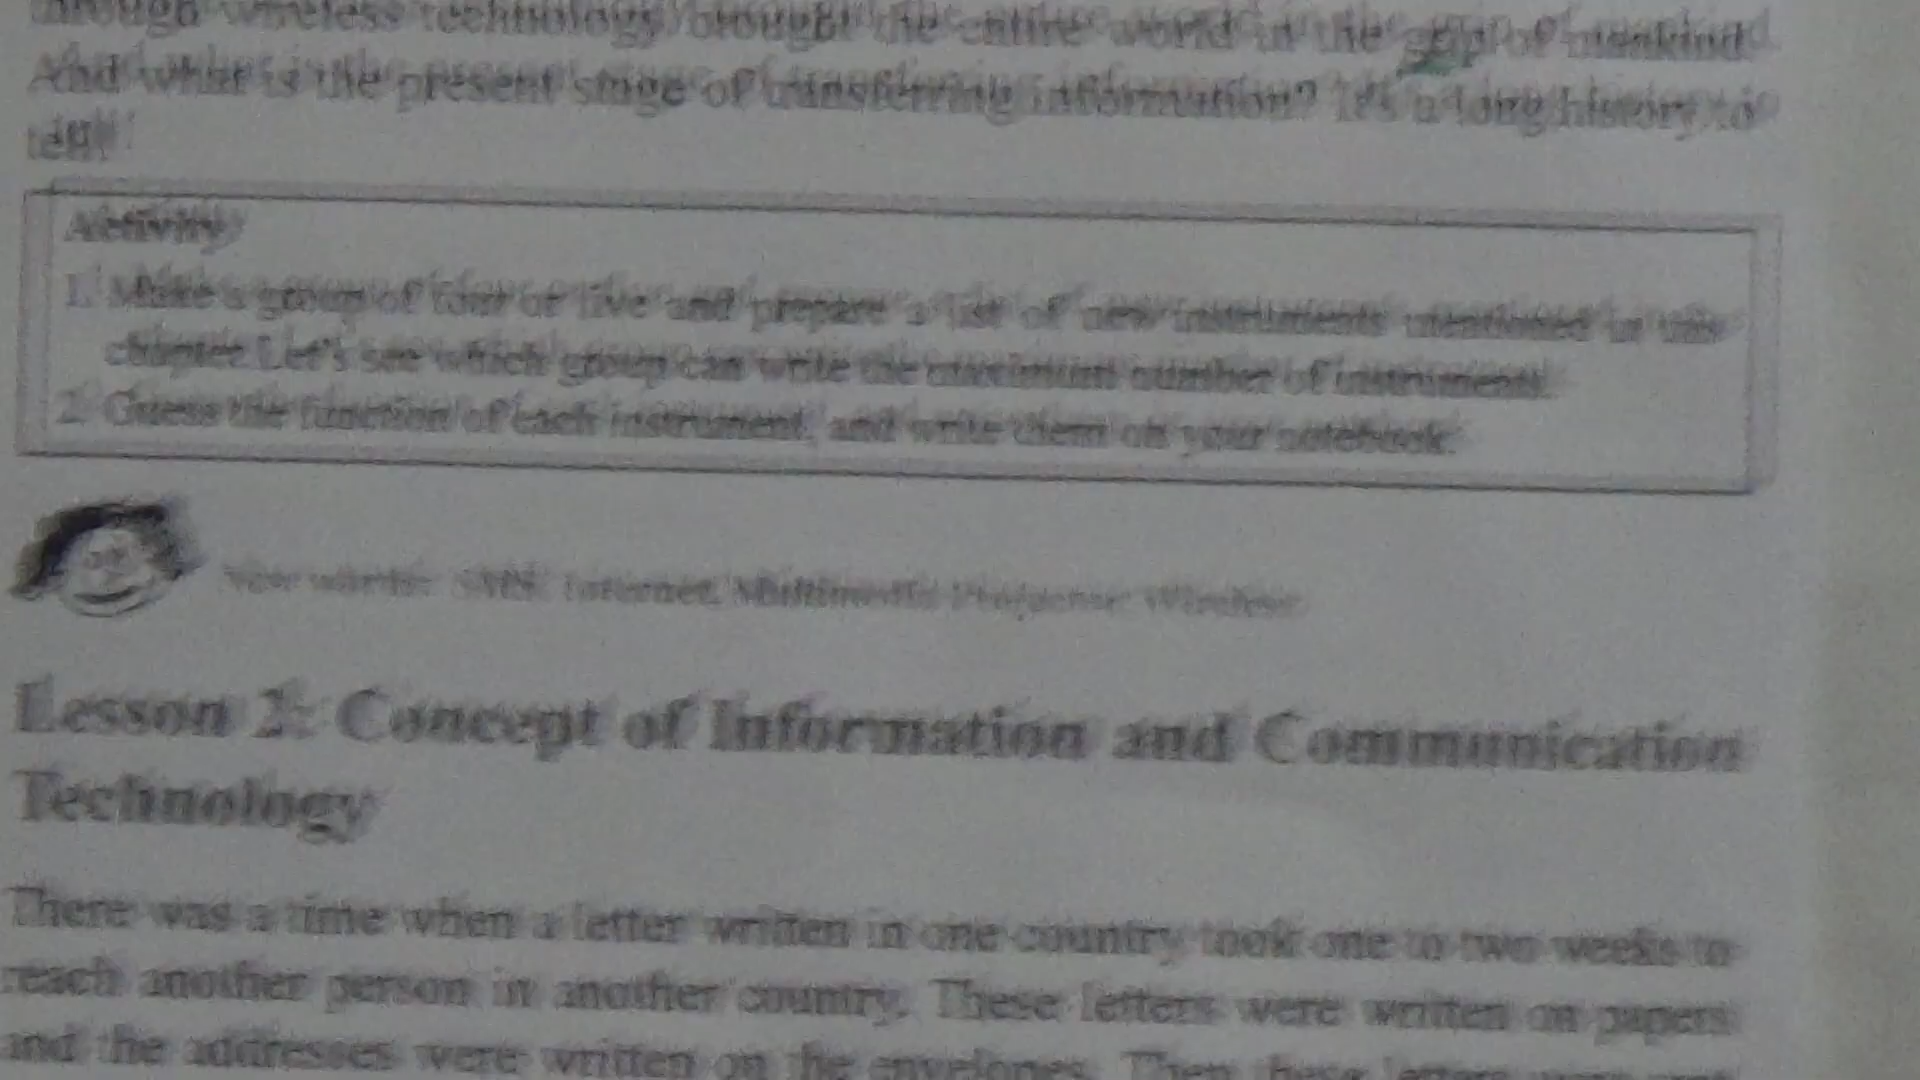 through wireless technology brought the entire world in the grip of mankind.
And what is the present stage of transferring information? It's a long history to
tell!
Activity
1. Make a group of four or five and prepare a list of new instruments mentioned in this
chapter. Let's see which group can write the maximum number of instruments.
2. Guess the function of each instrument, and write them on your notebook.
New words: SMS, Internet, Multimedia Projector, Wireless
Lesson 2: Concept of Information and Communication
Technology
There was a time when a letter written in one country took one to two weeks to
reach another person in another country. These letters were written on papers
and the addresses were written on the envelopes. Then these letters were